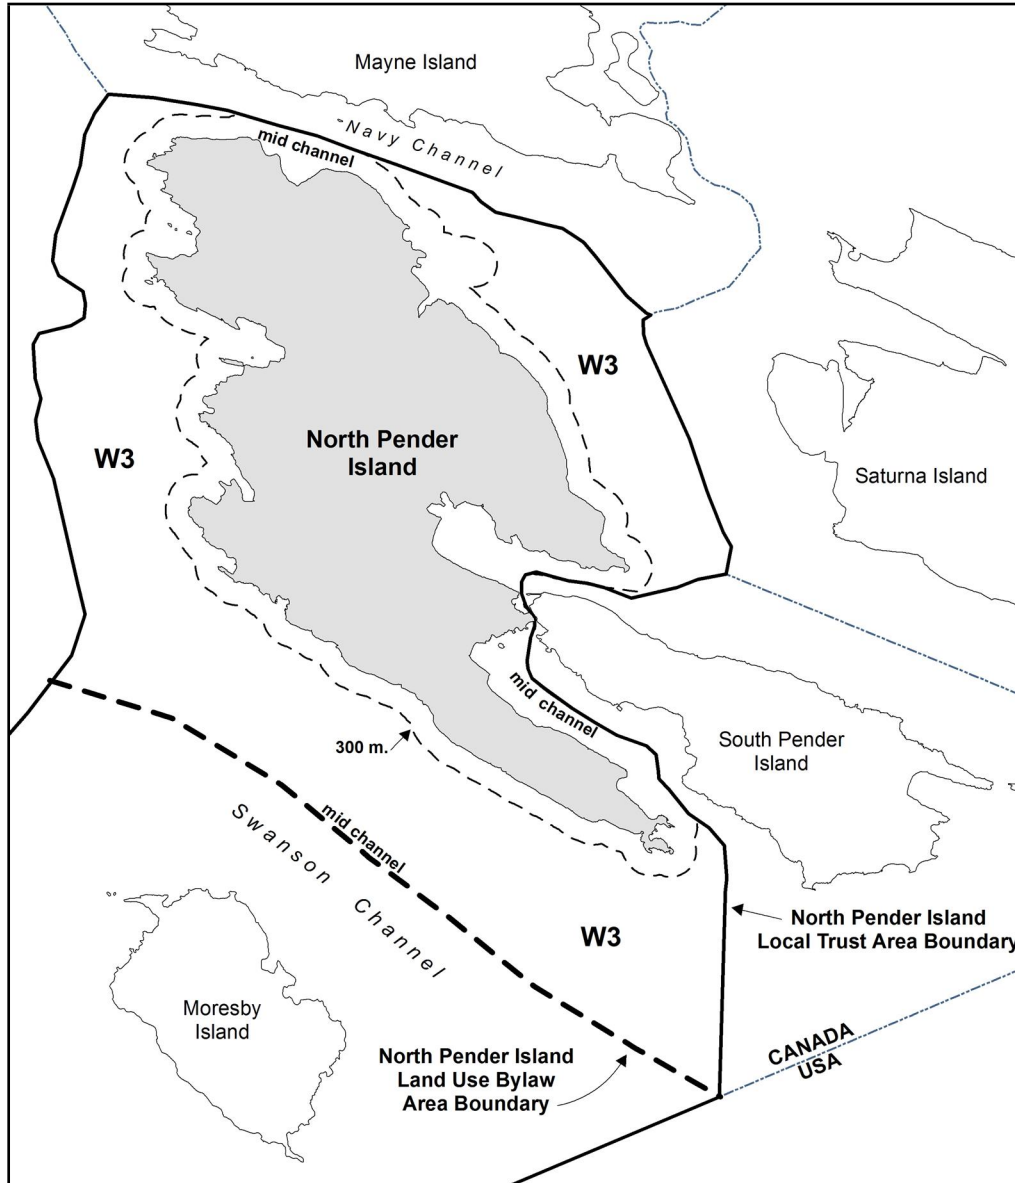 Mayne Island
Navy Channel
mid channel
W3
North Pender
Island
W3
Saturna Island
mid channel
South Pender
Island
300 m.
mid channel
Swanson Channel
W3
North Pender Island
Local Trust Area Boundary
Moresby
Island
CANADA
USA
North Pender Island
Land Use Bylaw
Area Boundary